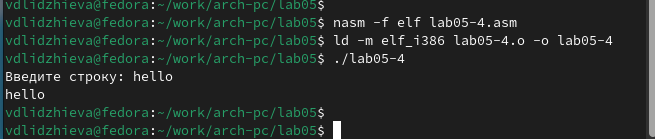 vdlidzhieva@fedora:~/work/arch-pc/lab05$
vdlidzhieva@fedora:~/work/arch-pc/lab05$ nasm -f elf lab05-4.asm
vdlidzhieva@fedora:~/work/arch-pc/lab05$ ld -m elf_i386 lab05-4.o -o lab05-4
vdlidzhieva@fedora:~/work/arch-pc/lab05$ ./lab05-4
Введите строку: hello
hello
vdlidzhieva@fedora:~/work/arch-pc/lab05$
vdlidzhieva@fedora:~/work/arch-pc/lab05$